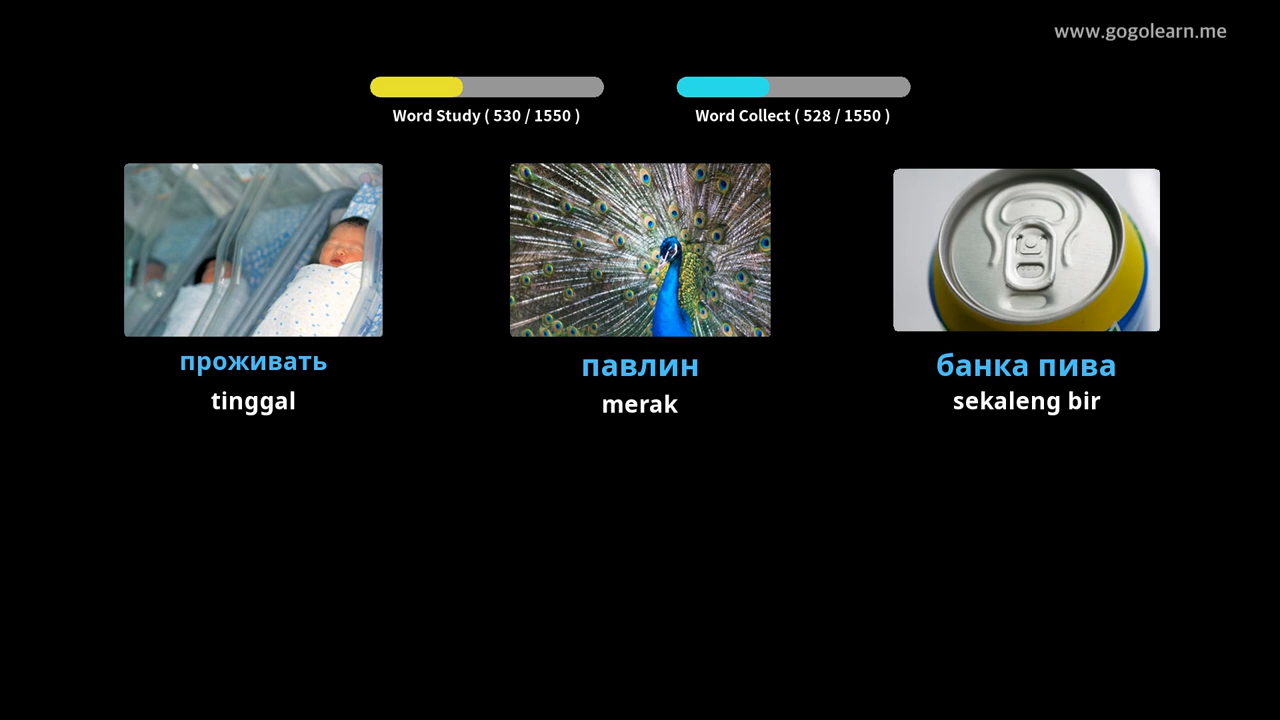 www.gogolearn.me
Word Study ( 530 / 1550 )
Word Collect ( 528 / 1550 )
проживать
tinggal
павлин
merak
банка пива
sekaleng bir